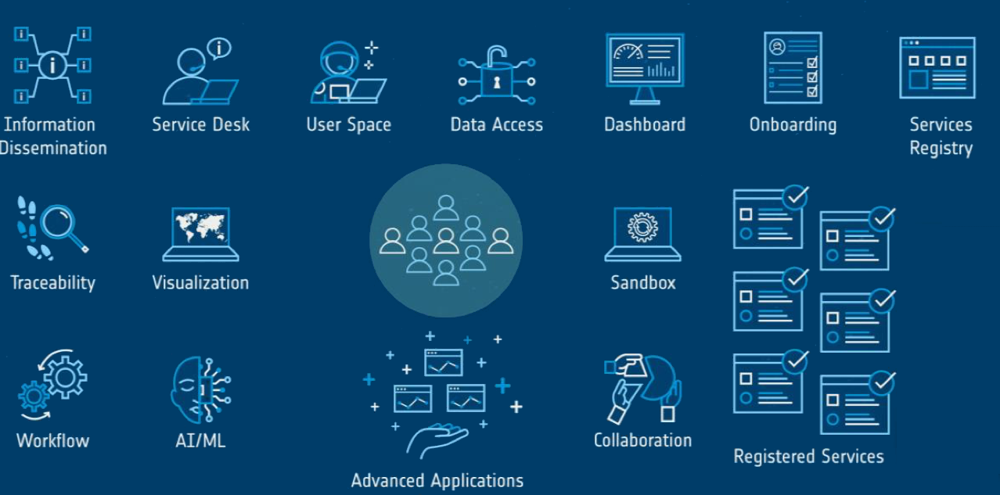 Information
Dissemination
Service Desk
User Space
Data Access
Dashboard
Onboarding
Services
Registry
Traceability
Visualization
Sandbox
Workflow
AI/ML
Advanced Applications
Collaboration
Registered Services